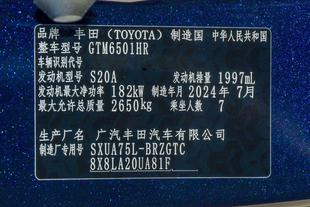 品牌 丰田(TOYOTA) 制造国 中华人民共和国
整车型号 GTM6501HR
车辆识别代号
发动机型号 S20A 发动机排量 1997mL
发动机最大净功率 182kW 制造年月 2024年7月
最大允许总质量 2650kg 乘坐人数 7
生产厂名 广汽丰田汽车有限公司
制造厂专用号 SXUA75L-BRZGTC
8X8LA20UA81F